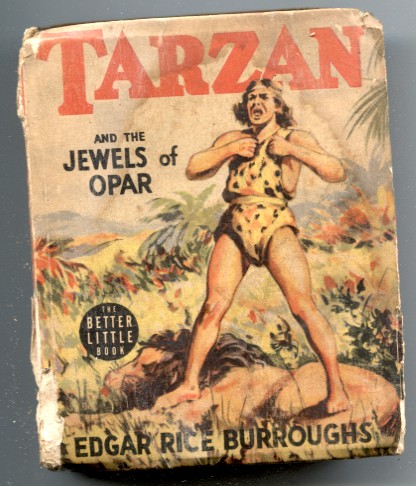 TARZAN
AND THE
JEWELS of
OPAR
THE
BETTER
LITTLE
BOOK
EDGAR RICE BURROUGHS